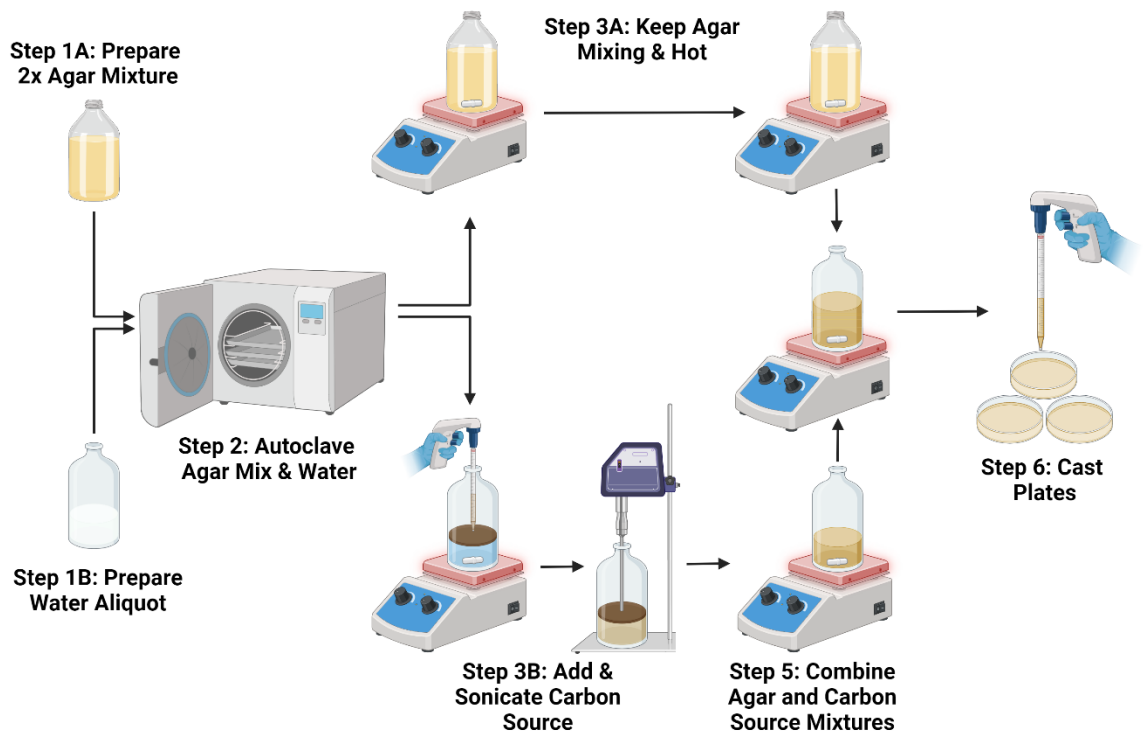 Step 1A: Prepare
2x Agar Mixture
Step 3A: Keep Agar
Mixing & Hot
Step 2: Autoclave
Agar Mix & Water
Step 1B: Prepare
Water Aliquot
Step 3B: Add &
Sonicate Carbon
Source
Step 5: Combine
Agar and Carbon
Source Mixtures
Step 6: Cast
Plates